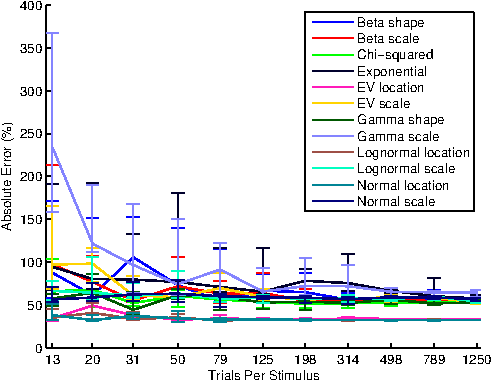 400
350
300
250
200
150
100
50
0
Absolute Error (%)
Beta shape
Beta scale
Chi−squared
Exponential
EV location
EV scale
Gamma shape
Gamma scale
Lognormal location
Lognormal scale
Normal location
Normal scale
13 20 31 50 79 125 198 314 498 789 1250
Trials Per Stimulus